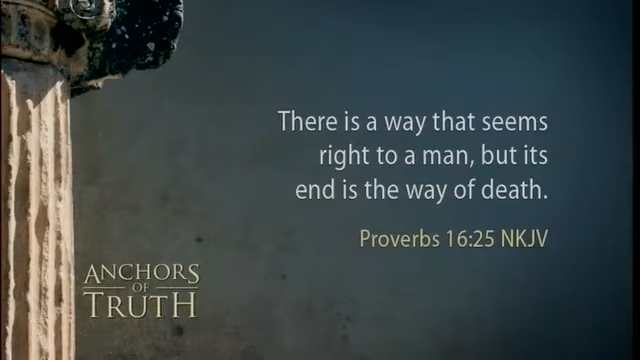 There is a way that seems
right to a man, but its
end is the way of death.
Proverbs 16:25 NKJV
ANCHORS
OF
TRUTH